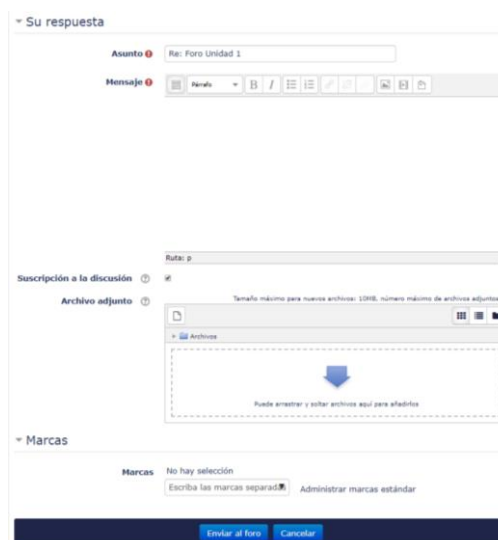 Su respuesta
Asunto
Re: Foro Unidad 1
Mensaje
Párrafo
B I
Ruta: p
Suscripción a la discusión
Archivo adjunto
Tamaño máximo para nuevos archivos: 10MB, número máximo de archivos adjuntos
Archivos
Puede arrastrar y soltar archivos aquí para añadirlos
Marcas
Marcas
No hay selección
Escriba las marcas separad
Administrar marcas estándar
Enviar al foro
Cancelar